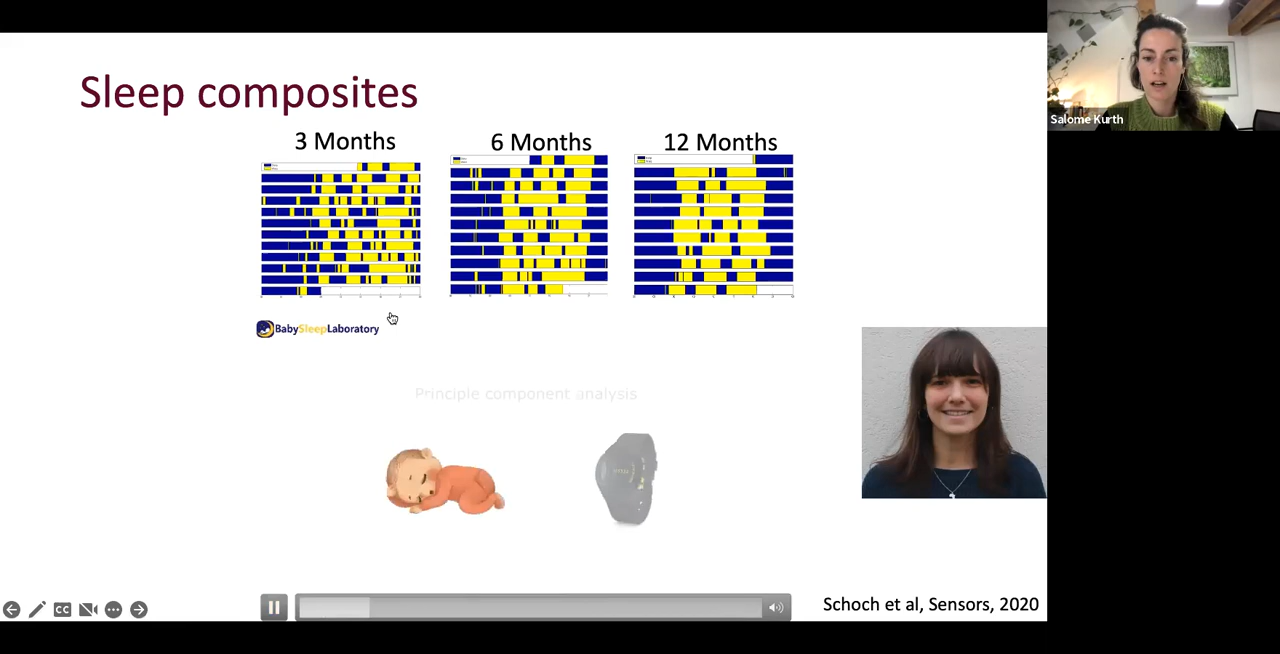 Sleep composites
3 Months
6 Months
12 Months
BabySleepLaboratory
Principle component analysis
Schoch et al, Sensors, 2020
CC
Salome Kurth